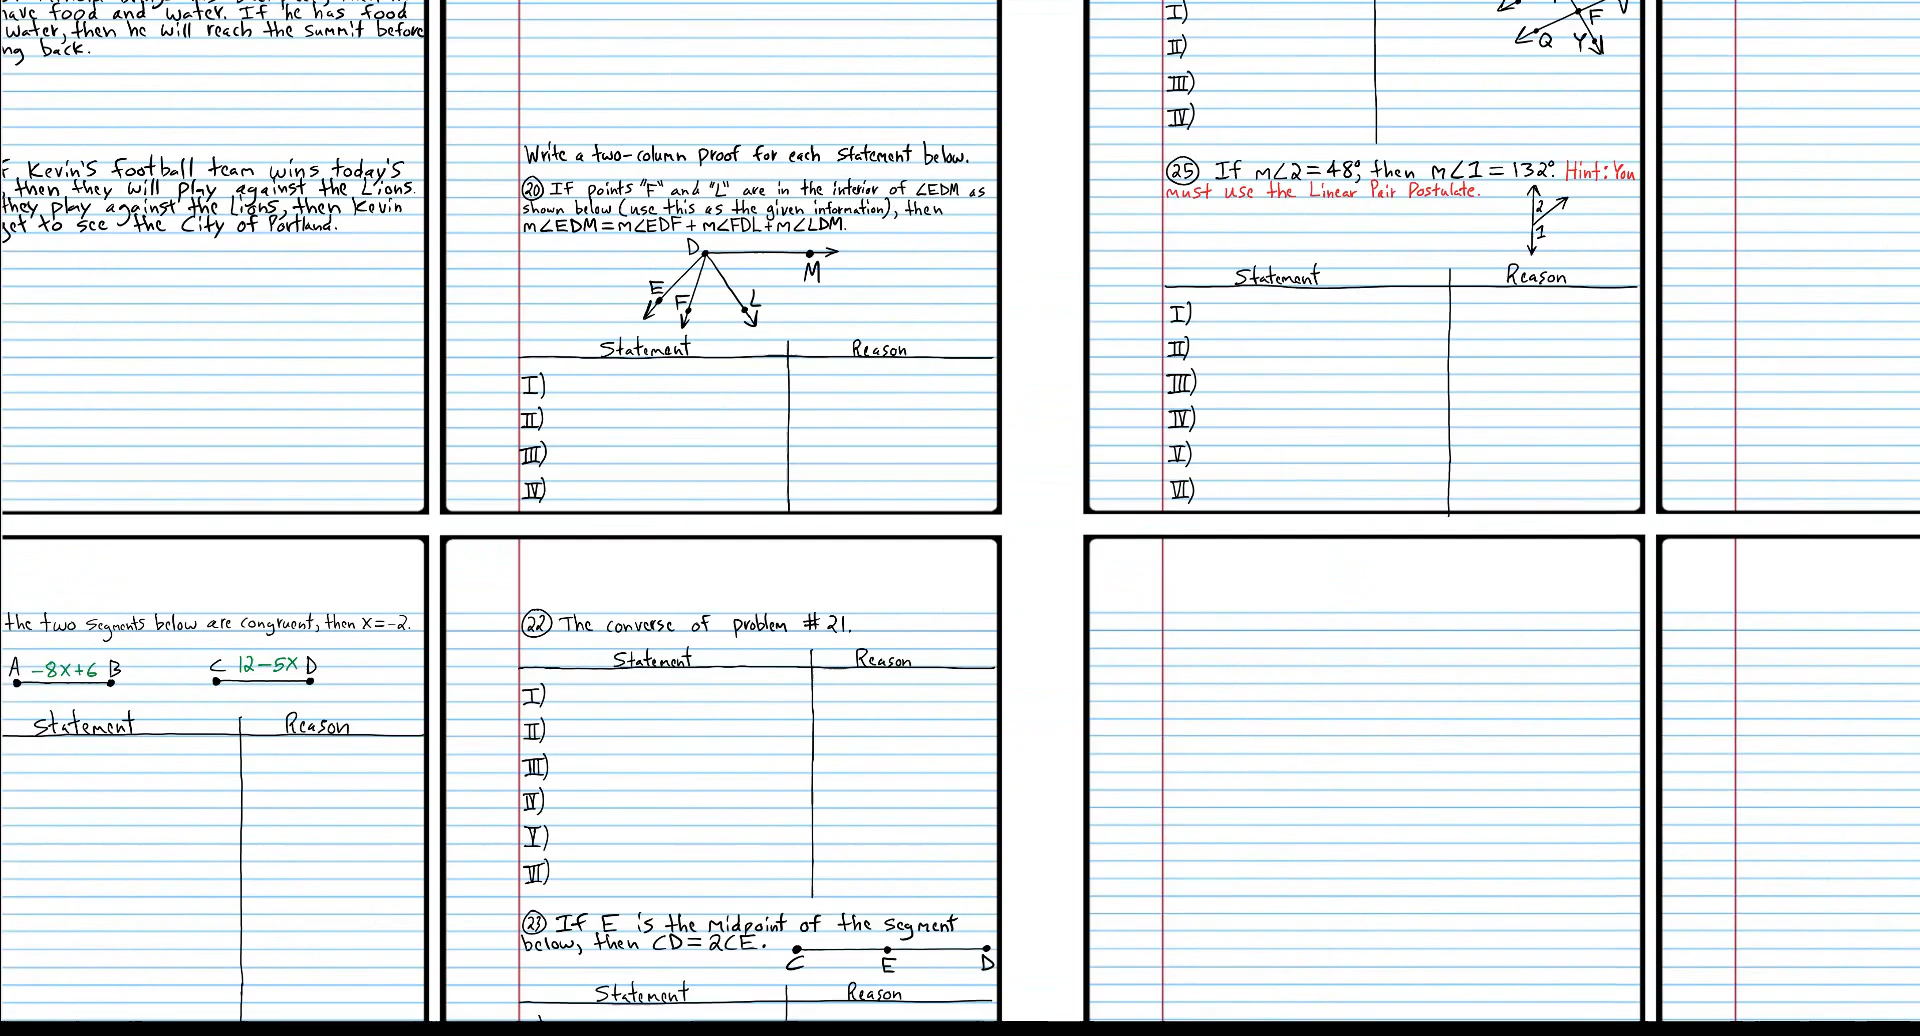 have food and water. If he has food
water, then he will reach the summit before
ng back.
Kevin's football team wins today's
, then they will play against the Lions.
they play against the Lions, then Kevin
get to see the City of Portland.
Write a two-column proof for each statement below.
20 If points "F" and "L" are in the interior of ∠EDM as
shown below (use this as the given information), then
m∠EDM=m∠EDF+m∠FDL+m∠LDM.
D
M
E
F
L
Statement Reason
I)
II)
III)
IV)
I)
II)
III)
IV)
F
V
Q Y
25 If m∠2=48°, then m∠1=132°. Hint: You
must use the Linear Pair Postulate.
2
1
Statement Reason
I)
II)
III)
IV)
V)
VI)
the two segments below are congruent, then x=-2.
A -8x+6 B C 12-5x D
Statement Reason
22 The converse of problem #21.
Statement Reason
I)
II)
III)
IV)
V)
VI)
23 If E is the midpoint of the segment
below, then CD=2CE.
C E D
Statement Reason